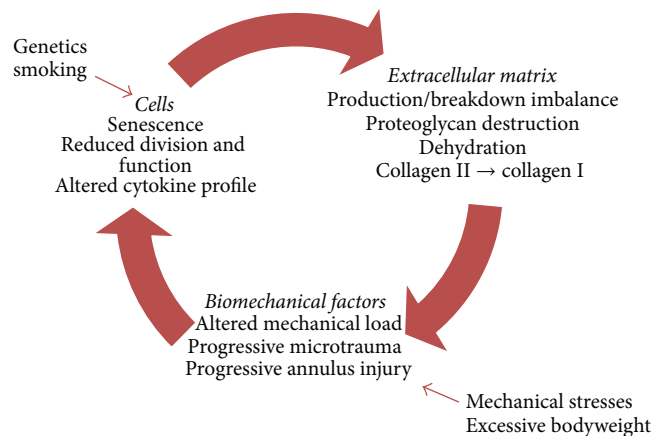 Genetics
smoking
Cells
Senescence
Reduced division and
function
Altered cytokine profile
Extracellular matrix
Production/breakdown imbalance
Proteoglycan destruction
Dehydration
Collagen II → collagen I
Biomechanical factors
Altered mechanical load
Progressive microtrauma
Progressive annulus injury
Mechanical stresses
Excessive bodyweight